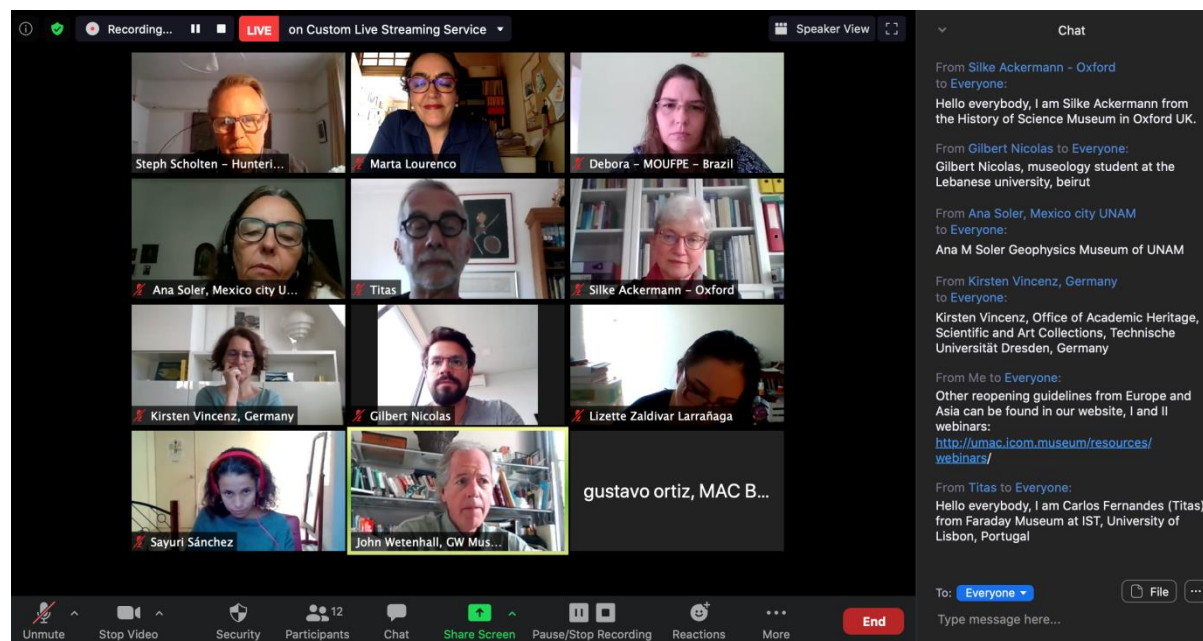 Recording...
LIVE on Custom Live Streaming Service
Speaker View
Steph Scholten – Hunteri...
Marta Lourenco
Debora – MOUFPE – Brazil
Ana Soler, Mexico city U...
Titas
Silke Ackermann – Oxford
Kirsten Vincenz, Germany
Gilbert Nicolas
Lizette Zaldivar Larrañaga
Sayuri Sánchez
John Wetenhall, GW Mus...
gustavo ortiz, MAC B...
Unmute
Stop Video
Security
12
Participants
Chat
Share Screen
Pause/Stop Recording
Reactions
More
End
Chat
From Silke Ackermann - Oxford
to Everyone:
Hello everybody, I am Silke Ackermann from
the History of Science Museum in Oxford UK.
From Gilbert Nicolas to Everyone:
Gilbert Nicolas, museology student at the
Lebanese university, beirut
From Ana Soler, Mexico city UNAM
to Everyone:
Ana M Soler Geophysics Museum of UNAM
From Kirsten Vincenz, Germany
to Everyone:
Kirsten Vincenz, Office of Academic Heritage,
Scientific and Art Collections, Technische
Universität Dresden, Germany
From Me to Everyone:
Other reopening guidelines from Europe and
Asia can be found in our website, I and II
webinars:
http://umac.icom.museum/resources/
webinars/
From Titas to Everyone:
Hello everybody, I am Carlos Fernandes (Titas)
from Faraday Museum at IST, University of
Lisbon, Portugal
To: Everyone
File
Type message here...